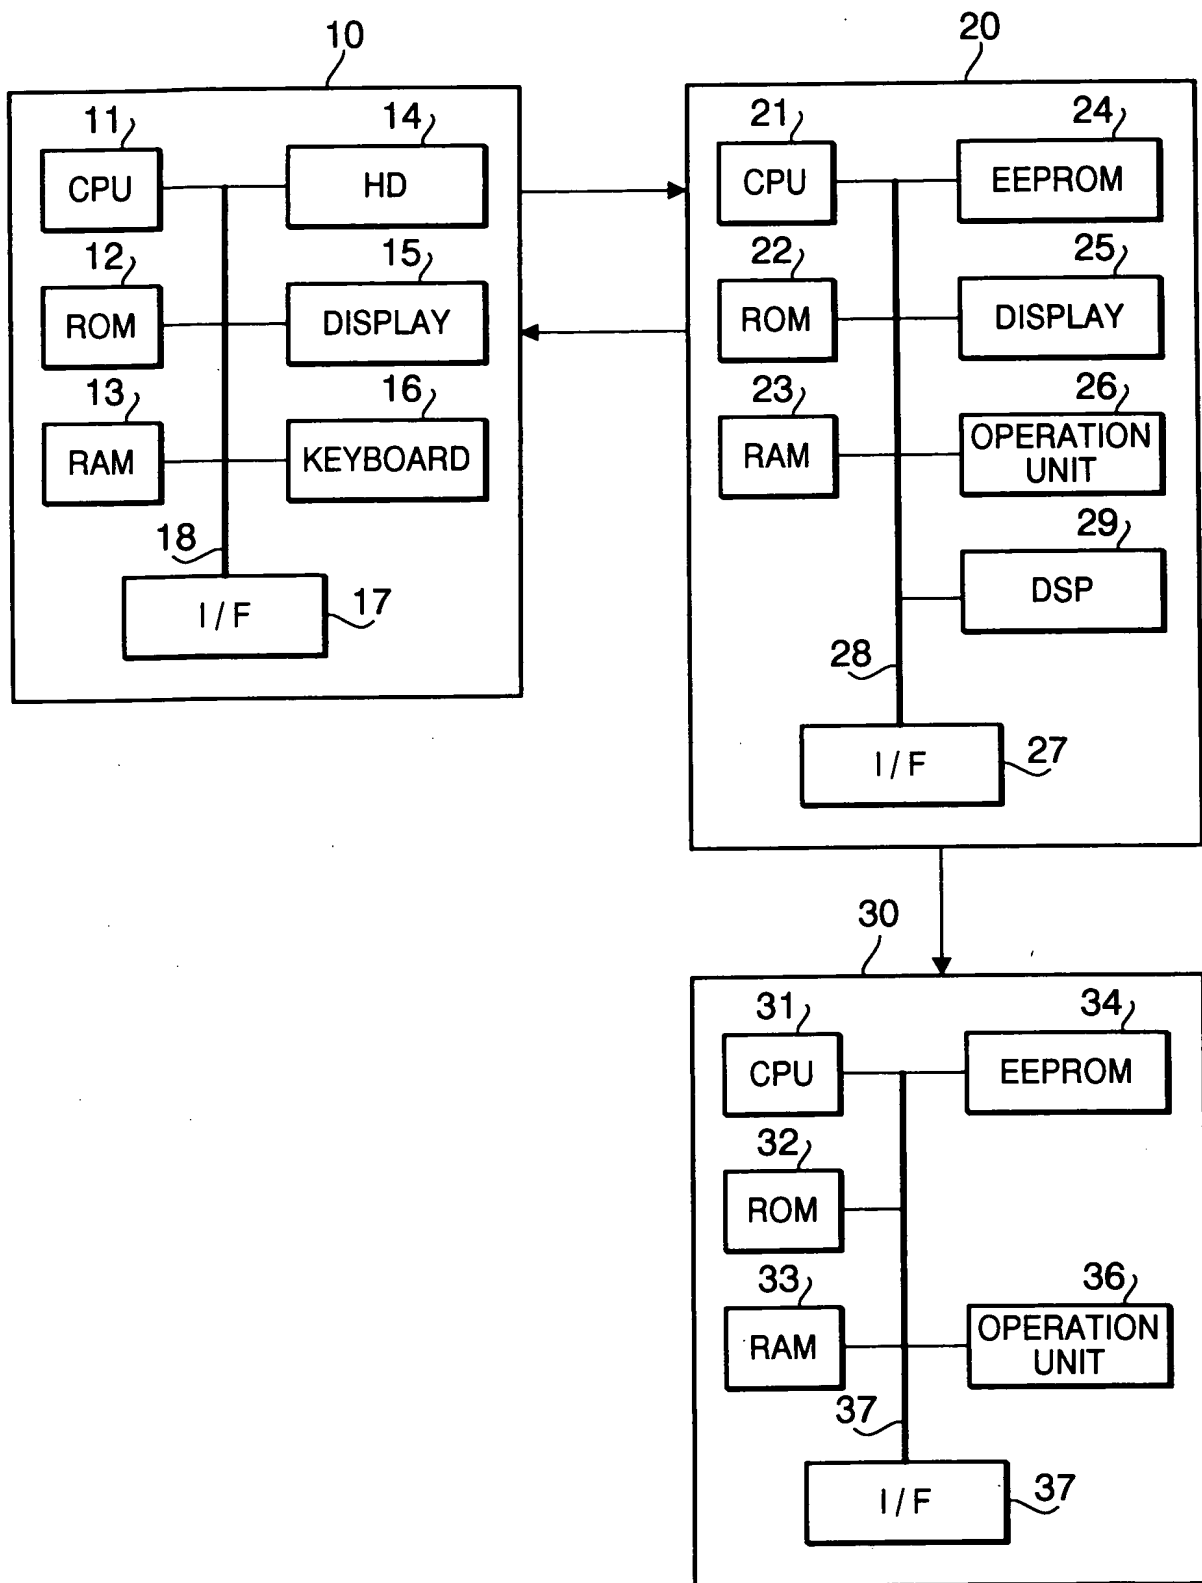 10
11
14
CPU
HD
12
15
ROM
DISPLAY
13
16
RAM
KEYBOARD
18
I / F
17
20
21
24
CPU
EEPROM
22
25
ROM
DISPLAY
23
26
RAM
OPERATION
UNIT
29
DSP
28
I / F
27
30
31
34
CPU
EEPROM
32
ROM
33
36
RAM
OPERATION
UNIT
37
I / F
37